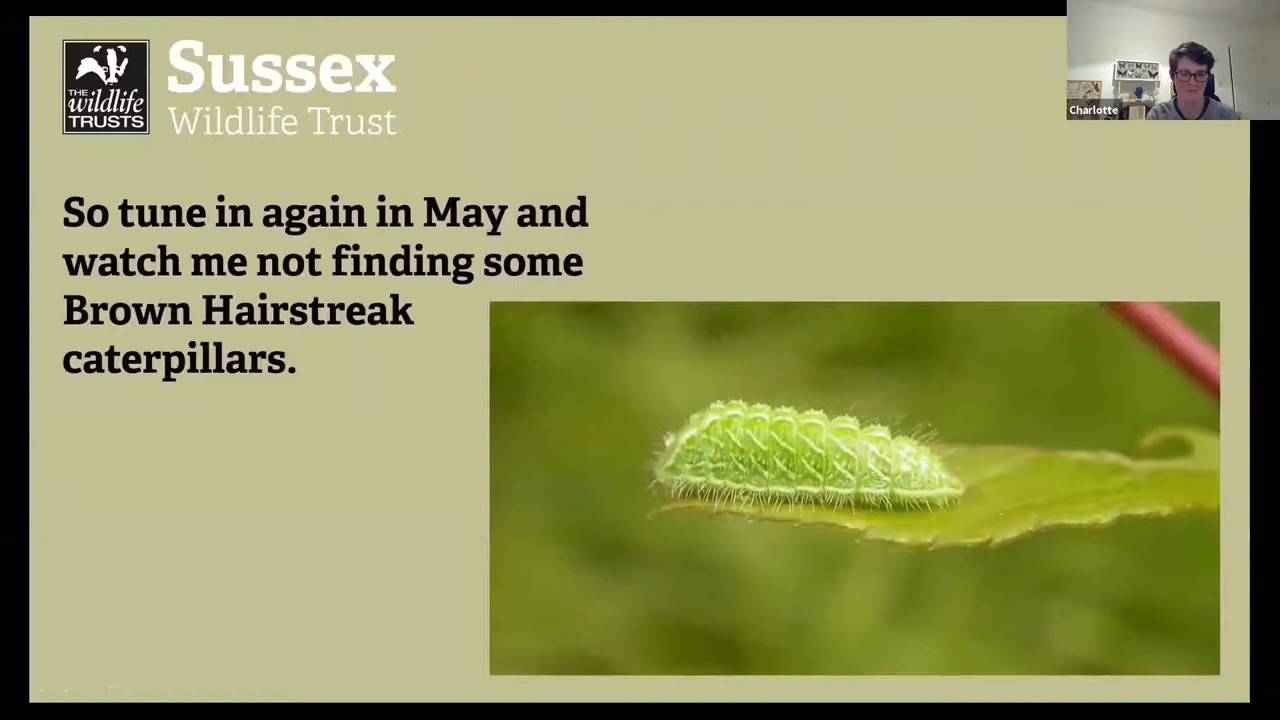 THE
wildlife
TRUSTS
Sussex
Wildlife Trust
Charlotte
So tune in again in May and
watch me not finding some
Brown Hairstreak
caterpillars.